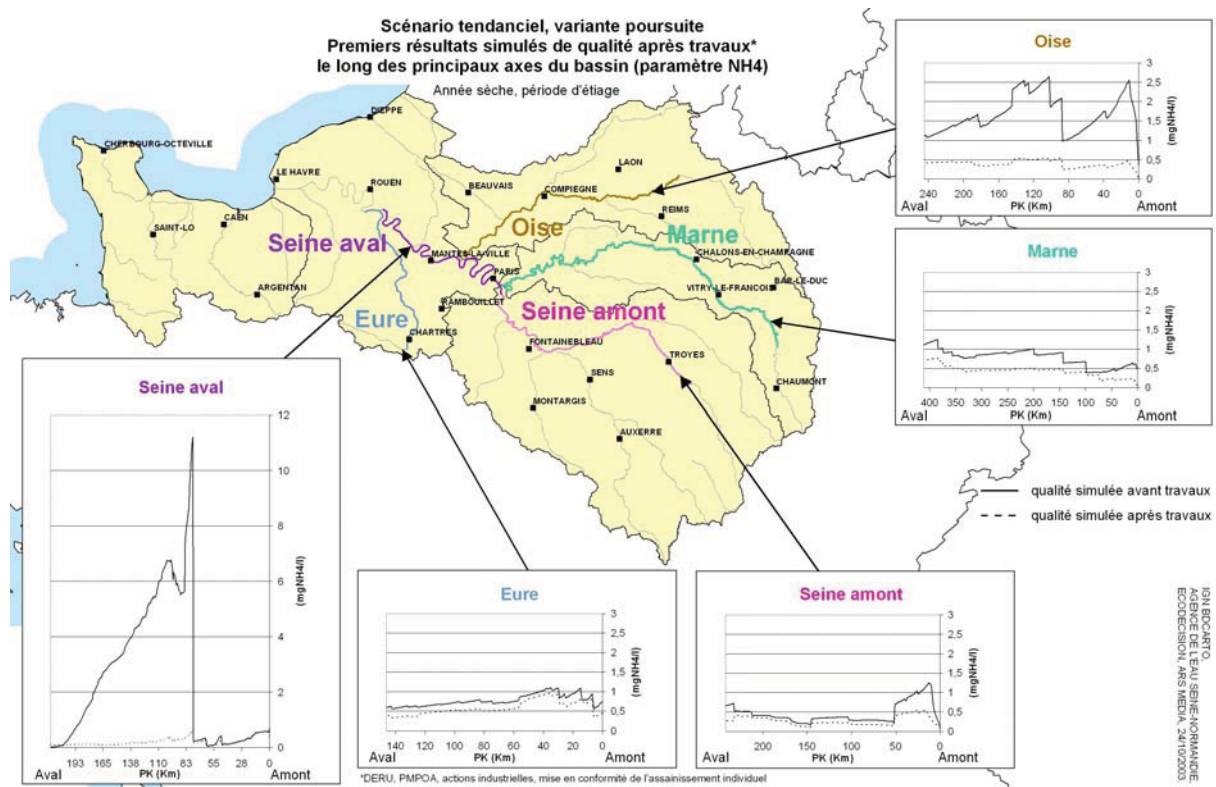 Scénario tendanciel, variante poursuite
Premiers résultats simulés de qualité après travaux*
le long des principaux axes du bassin (paramètre NH4)
Année sèche, période d'étiage
Oise
3
2,5
2
1,5
1
0,5
0
(mgNH4/l)
240 200 160 120 80 40 0
Aval PK (Km) Amont
DIEPPE
CHERBOURG-OCTEVILLE
LE HAVRE
ROUEN
LAON
BEAUVAIS
COMPIEGNE
REIMS
CAEN
SAINT-LO
Seine aval
Oise
Marne
MANTES-LA-VILLE
CHALONS-EN-CHAMPAGNE
PARIS
ARGENTAN
VITRY-LE-FRANCOIS
BAR-LE-DUC
RAMBOUILLET
Eure
Seine amont
CHARTRES
FONTAINEBLEAU
TROYES
SENS
CHAUMONT
MONTARGIS
AUXERRE
Marne
3
2,5
2
1,5
1
0,5
0
(mgNH4/l)
400 350 300 250 200 150 100 50 0
Aval PK (Km) Amont
qualité simulée avant travaux
qualité simulée après travaux
Seine aval
12
10
8
6
4
2
0
(mgNH4/l)
193 165 138 110 83 55 28 0
Aval PK (Km) Amont
Eure
3
2,5
2
1,5
1
0,5
0
(mgNH4/l)
140 120 100 80 60 40 20 0
Aval PK (Km) Amont
Seine amont
3
2,5
2
1,5
1
0,5
0
(mgNH4/l)
200 150 100 50 0
Aval PK (Km) Amont
*DERU, PMPOA, actions industrielles, mise en conformité de l'assainissement individuel
IGN BDCARTO,
AGENCE DE L'EAU SEINE-NORMANDIE,
ECODECISION, ARS MEDIA, 24/10/2003.